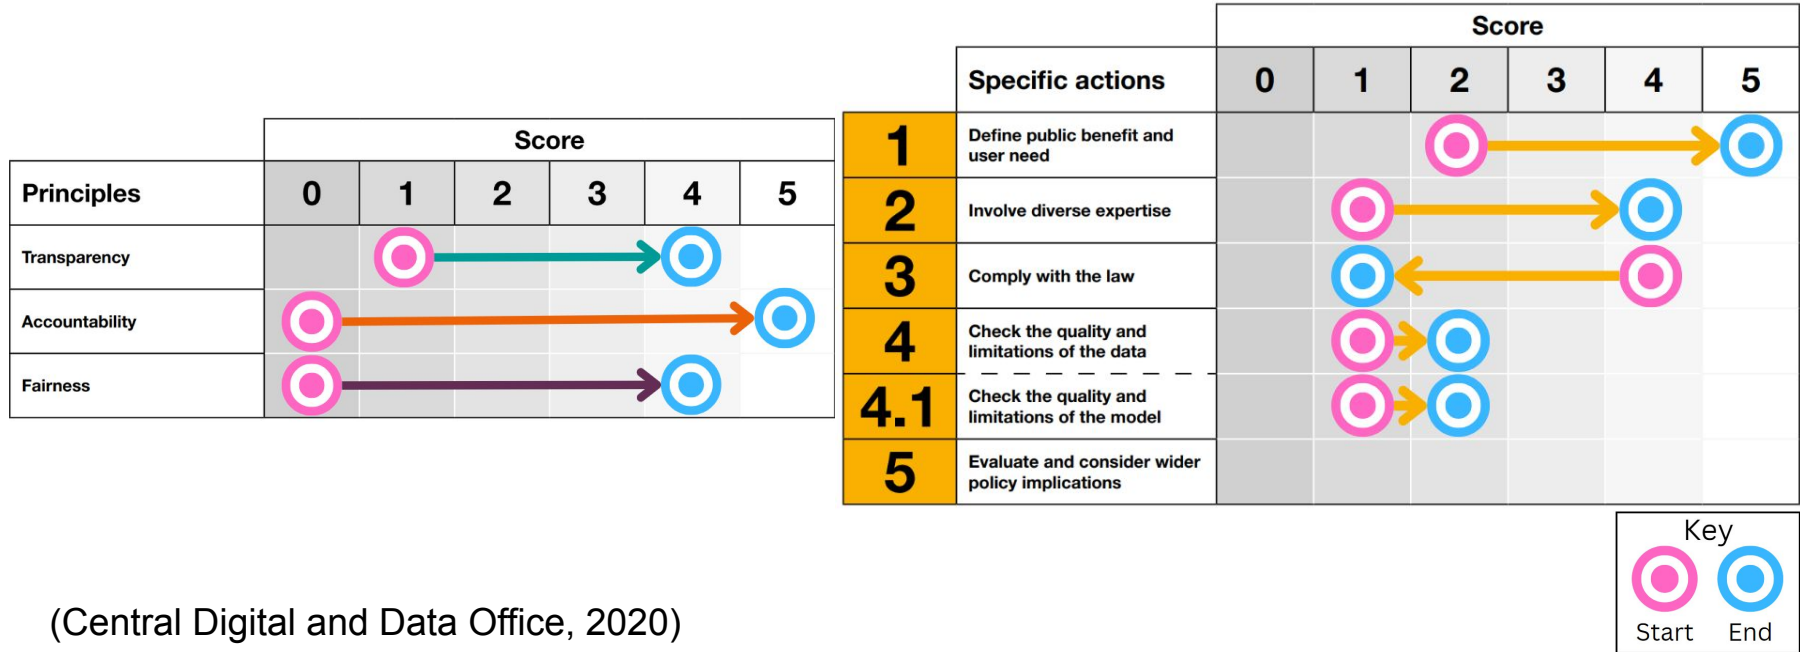 Score
Principles 0 1 2 3 4 5
Transparency
Accountability
Fairness
Score
Specific actions 0 1 2 3 4 5
1 Define public benefit and
user need
2 Involve diverse expertise
3 Comply with the law
4 Check the quality and
limitations of the data
4.1 Check the quality and
limitations of the model
5 Evaluate and consider wider
policy implications
Key
Start End
(Central Digital and Data Office, 2020)